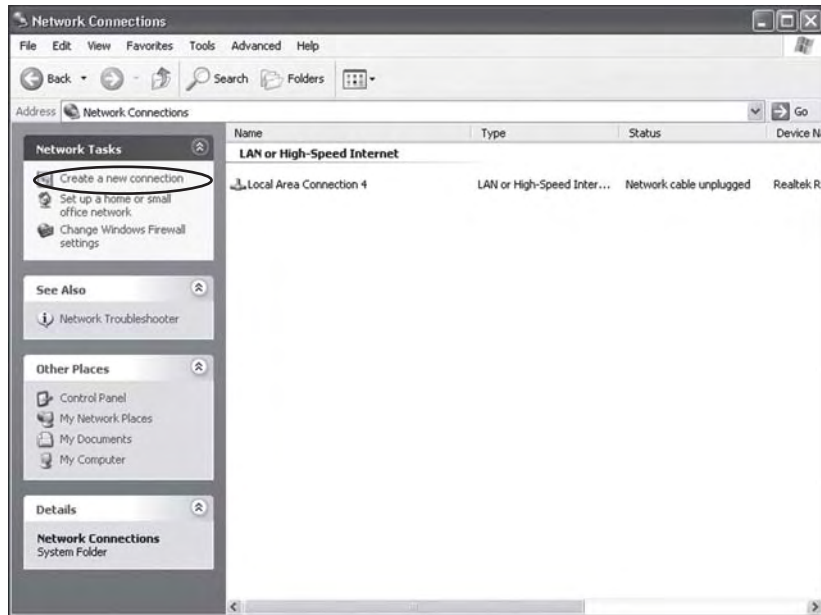 Network Connections
File Edit View Favorites Tools Advanced Help
Back Search Folders
Address Network Connections Go
Name Type Status Device N
Network Tasks
Create a new connection
Set up a home or small
office network
Change Windows Firewall
settings
See Also
Network Troubleshooter
Other Places
Control Panel
My Network Places
My Documents
My Computer
Details
Network Connections
System Folder
LAN or High-Speed Internet
Local Area Connection 4 LAN or High-Speed Inter... Network cable unplugged Realtek R